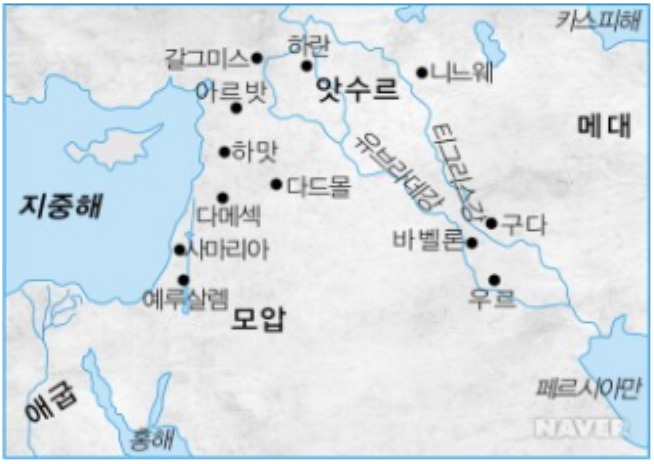 카스피해
하란
갈그미스
니느웨
앗수르
아르밧
메대
티그리스강
유브라데강
하맛
다드몰
지중해
다메섹
구다
바벨론
사마리아
예루살렘
우르
모압
애굽
페르시아만
홍해
NAVER